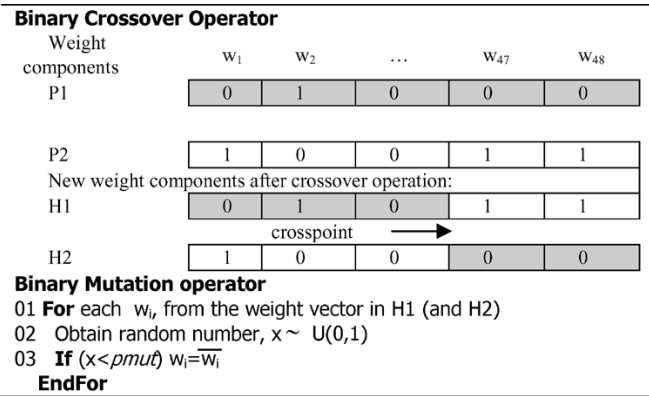 Binary Crossover Operator
Weight components w₁ w₂ … w₄₇ w₄₈
P1 0 1 0 0 0
P2 1 0 0 1 1
New weight components after crossover operation:
H1 0 1 0 1 1
crosspoint
H2 1 0 0 0 0
Binary Mutation operator
01 For each wᵢ, from the weight vector in H1 (and H2)
02 Obtain random number, x~ U(0,1)
03 If (x<pmut) wᵢ=w̅ᵢ
EndFor